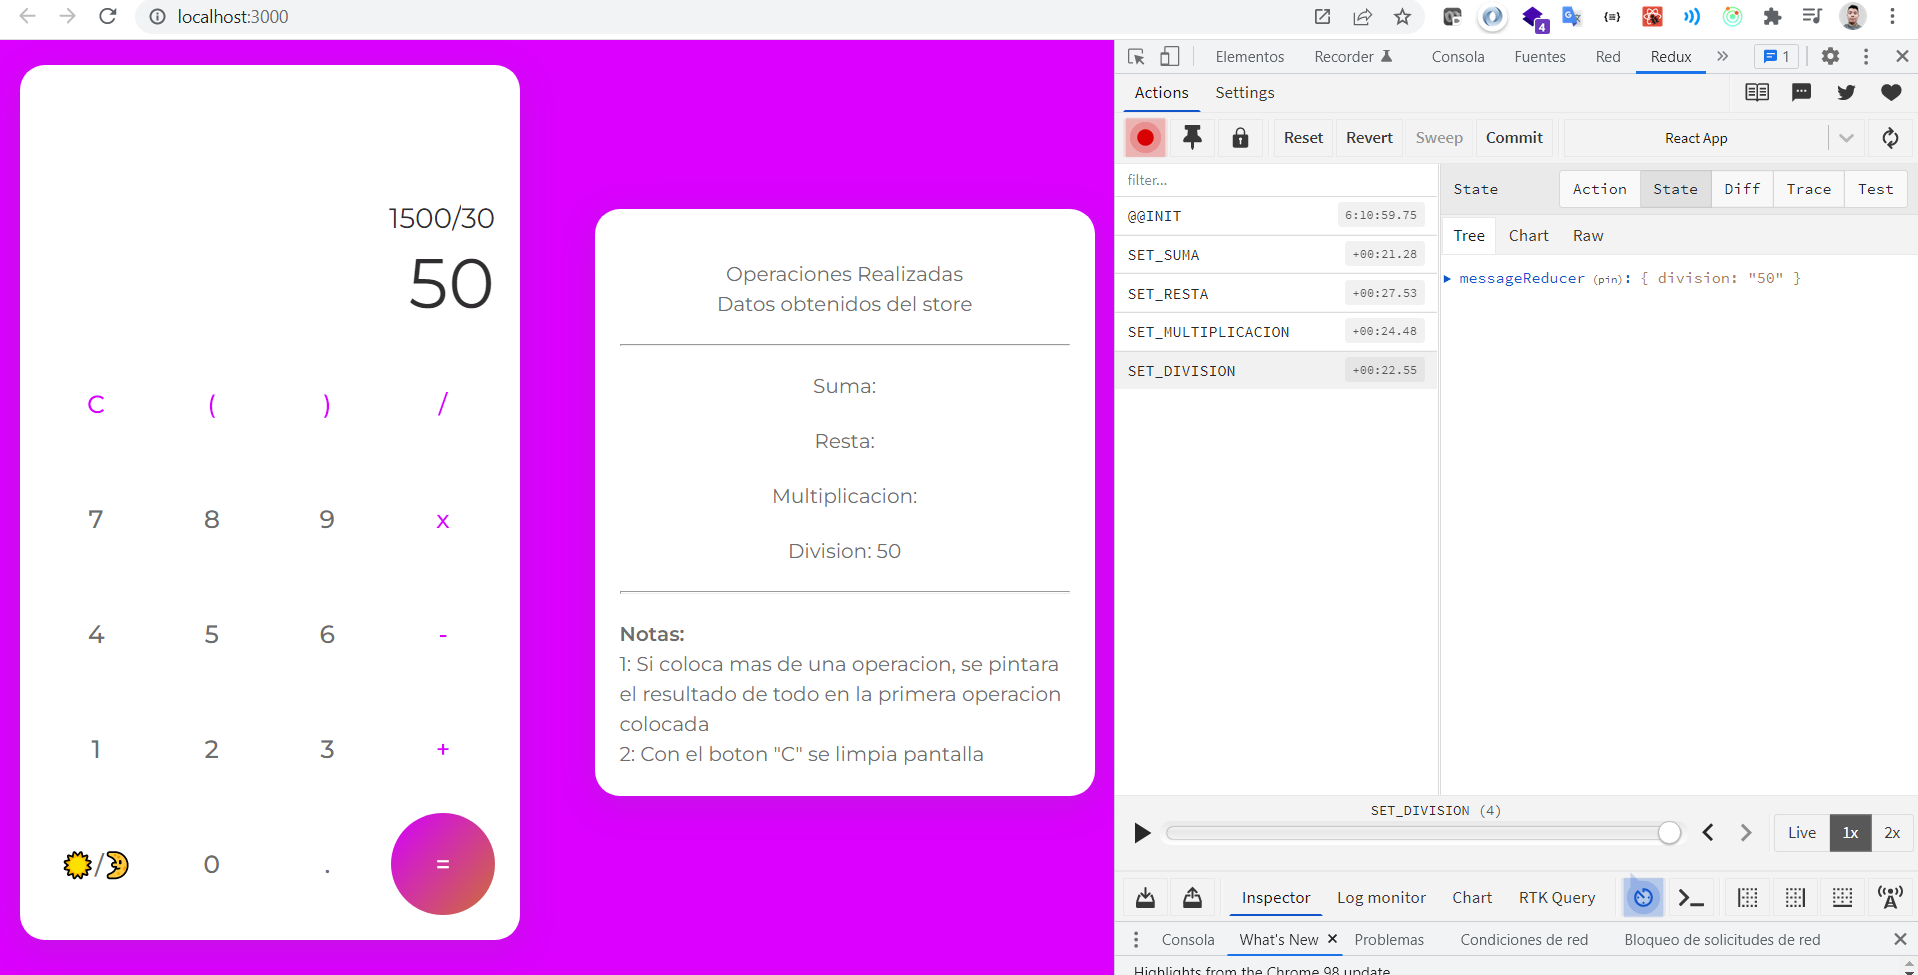 localhost:3000
4
1500/30
50
C ( ) /
7 8 9 x
4 5 6 -
1 2 3 +
/ 0 . =
Operaciones Realizadas
Datos obtenidos del store
Suma:
Resta:
Multiplicacion:
Division: 50
Notas:
1: Si coloca mas de una operacion, se pintara
el resultado de todo en la primera operacion
colocada
2: Con el boton "C" se limpia pantalla
Elementos Recorder Consola Fuentes Red Redux » 1
Actions Settings
Reset Revert Sweep Commit React App
filter...
@@INIT 6:10:59.75
SET_SUMA +00:21.28
SET_RESTA +00:27.53
SET_MULTIPLICACION +00:24.48
SET_DIVISION +00:22.55
State Action State Diff Trace Test
Tree Chart Raw
messageReducer (pin): { division: "50" }
SET_DIVISION (4)
Live 1x 2x
Inspector Log monitor Chart RTK Query
Consola What's New Problemas Condiciones de red Bloqueo de solicitudes de red
Highlights from the Chrome 98 update